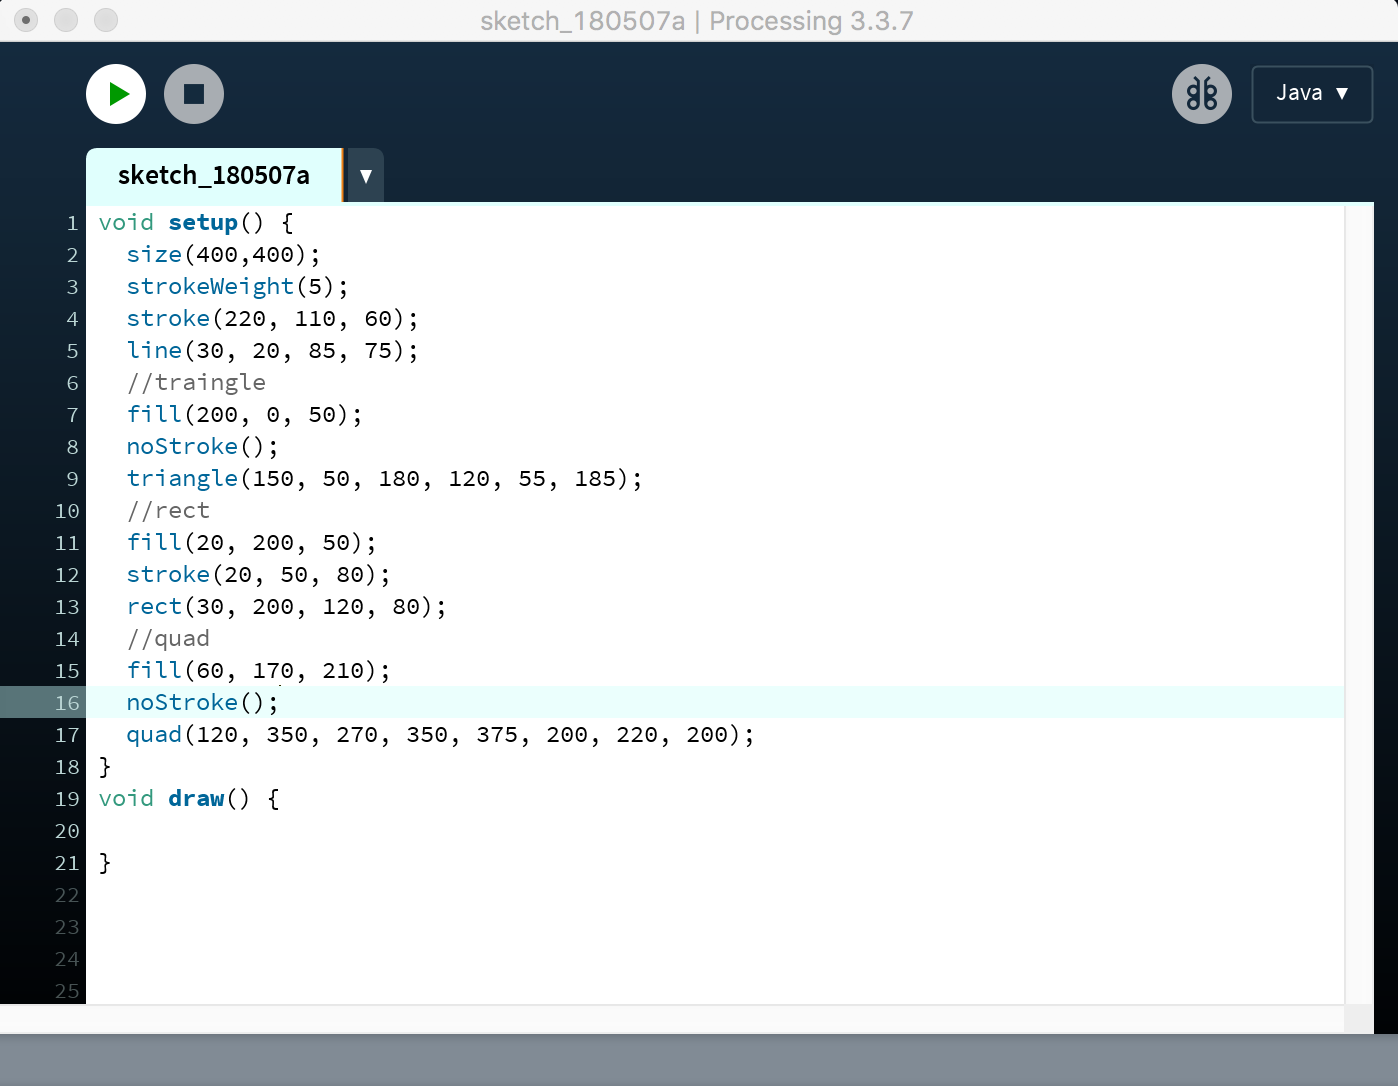 sketch_180507a | Processing 3.3.7
Java ▼
sketch_180507a ▼
1 void setup() {
2   size(400,400);
3   strokeWeight(5);
4   stroke(220, 110, 60);
5   line(30, 20, 85, 75);
6   //traingle
7   fill(200, 0, 50);
8   noStroke();
9   triangle(150, 50, 180, 120, 55, 185);
10   //rect
11   fill(20, 200, 50);
12   stroke(20, 50, 80);
13   rect(30, 200, 120, 80);
14   //quad
15   fill(60, 170, 210);
16   noStroke();
17   quad(120, 350, 270, 350, 375, 200, 220, 200);
18 }
19 void draw() {
20
21 }
22
23
24
25